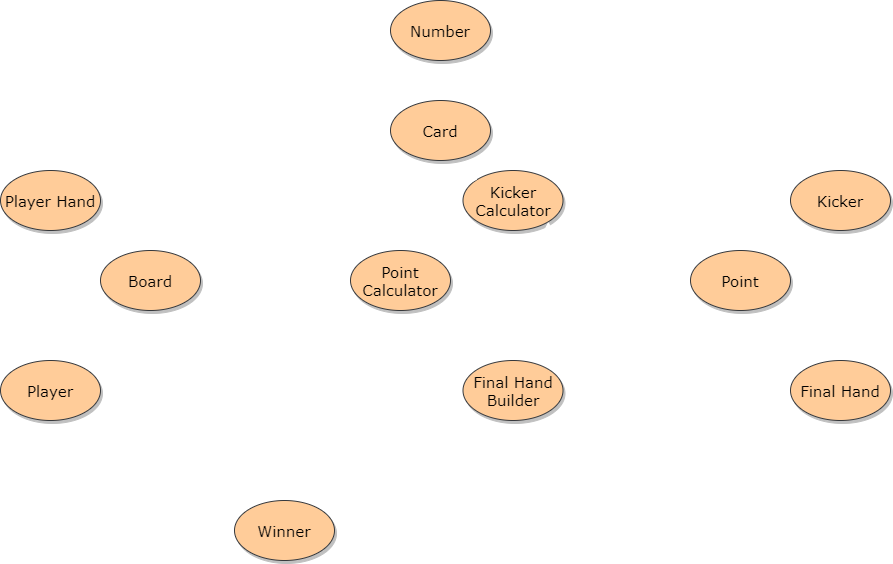 Number
Card
Player Hand
Kicker
Calculator
Kicker
Board
Point
Calculator
Point
Player
Final Hand
Builder
Final Hand
Winner